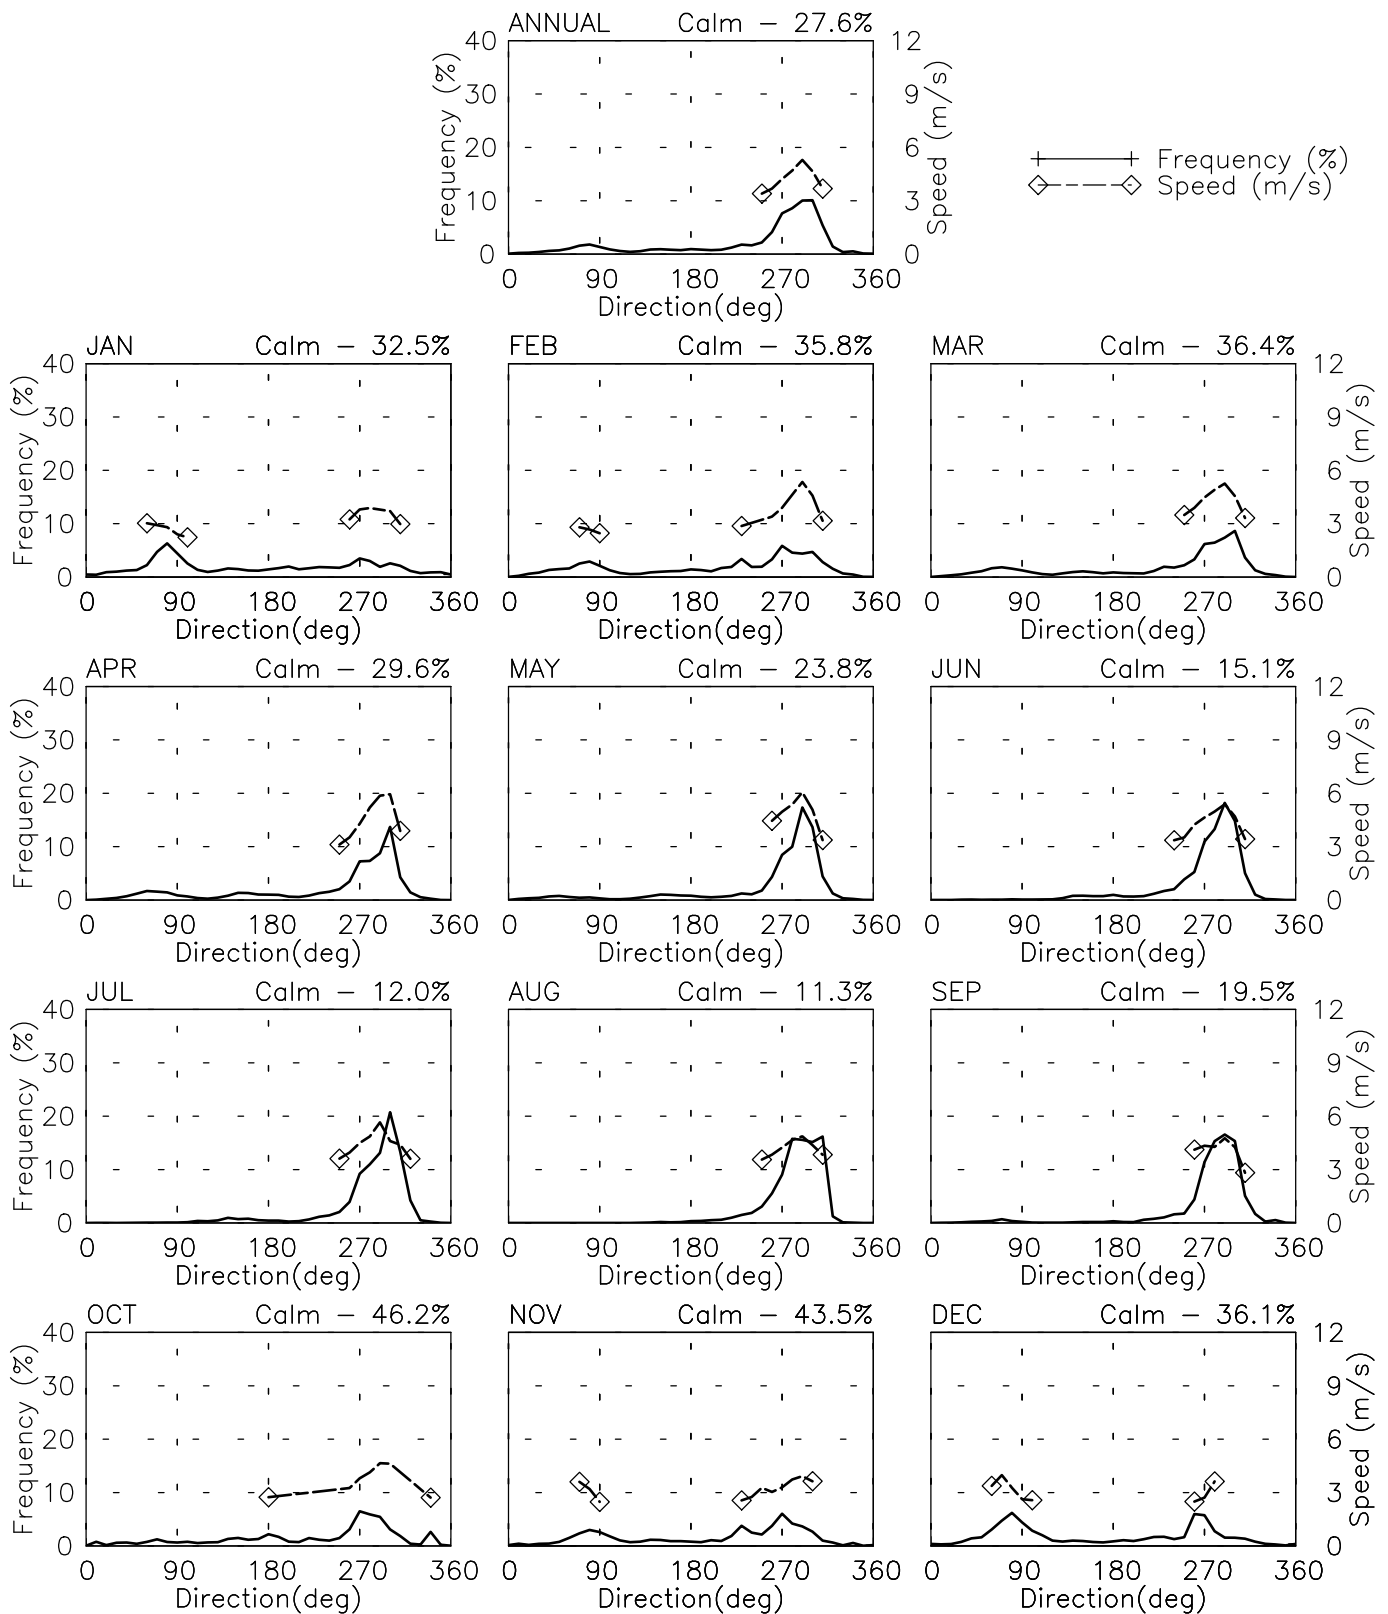 ANNUAL Calm – 27.6%
40 12
30 9
20 6
10 3
0 0
Frequency (%)
Speed (m/s)
0 90 180 270 360
Direction(deg)
Frequency (%)
Speed (m/s)
JAN Calm – 32.5% FEB Calm – 35.8% MAR Calm – 36.4%
40 12
30 9
20 6
10 3
0 0
Frequency (%)
Speed (m/s)
0 90 180 270 360 0 90 180 270 360 0 90 180 270 360
Direction(deg) Direction(deg) Direction(deg)
APR Calm – 29.6% MAY Calm – 23.8% JUN Calm – 15.1%
40 12
30 9
20 6
10 3
0 0
Frequency (%)
Speed (m/s)
0 90 180 270 360 0 90 180 270 360 0 90 180 270 360
Direction(deg) Direction(deg) Direction(deg)
JUL Calm – 12.0% AUG Calm – 11.3% SEP Calm – 19.5%
40 12
30 9
20 6
10 3
0 0
Frequency (%)
Speed (m/s)
0 90 180 270 360 0 90 180 270 360 0 90 180 270 360
Direction(deg) Direction(deg) Direction(deg)
OCT Calm – 46.2% NOV Calm – 43.5% DEC Calm – 36.1%
40 12
30 9
20 6
10 3
0 0
Frequency (%)
Speed (m/s)
0 90 180 270 360 0 90 180 270 360 0 90 180 270 360
Direction(deg) Direction(deg) Direction(deg)